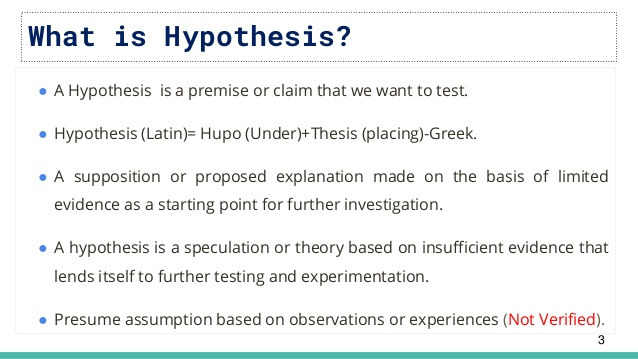 What is Hypothesis?
● A Hypothesis is a premise or claim that we want to test.
● Hypothesis (Latin)= Hupo (Under)+Thesis (placing)-Greek.
● A supposition or proposed explanation made on the basis of limited
evidence as a starting point for further investigation.
● A hypothesis is a speculation or theory based on insufficient evidence that
lends itself to further testing and experimentation.
● Presume assumption based on observations or experiences (Not Verified).
3